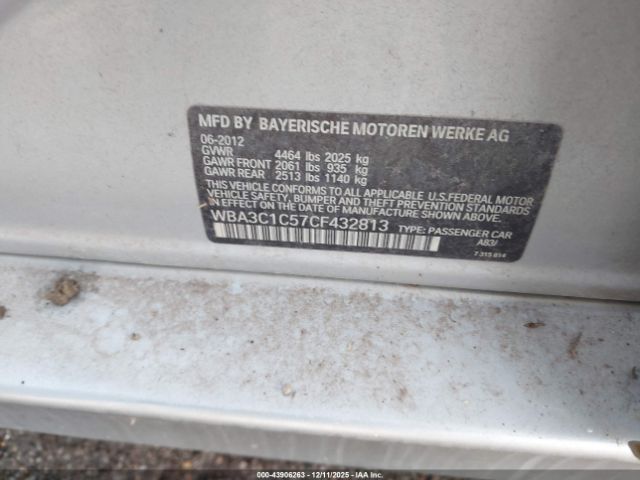 MFD BY BAYERISCHE MOTOREN WERKE AG
06-2012
GVWR 4464 lbs 2025 kg
GAWR FRONT 2061 lbs 935 kg
GAWR REAR 2513 lbs 1140 kg
THIS VEHICLE CONFORMS TO ALL APPLICABLE U.S.FEDERAL MOTOR
VEHICLE SAFETY, BUMPER AND THEFT PREVENTION STANDARDS
IN EFFECT ON THE DATE OF MANUFACTURE SHOWN ABOVE.
WBA3C1C57CF432813 TYPE: PASSENGER CAR
A83/
7 315 614
000-43906263 - 12/11/2025 - IAA Inc.